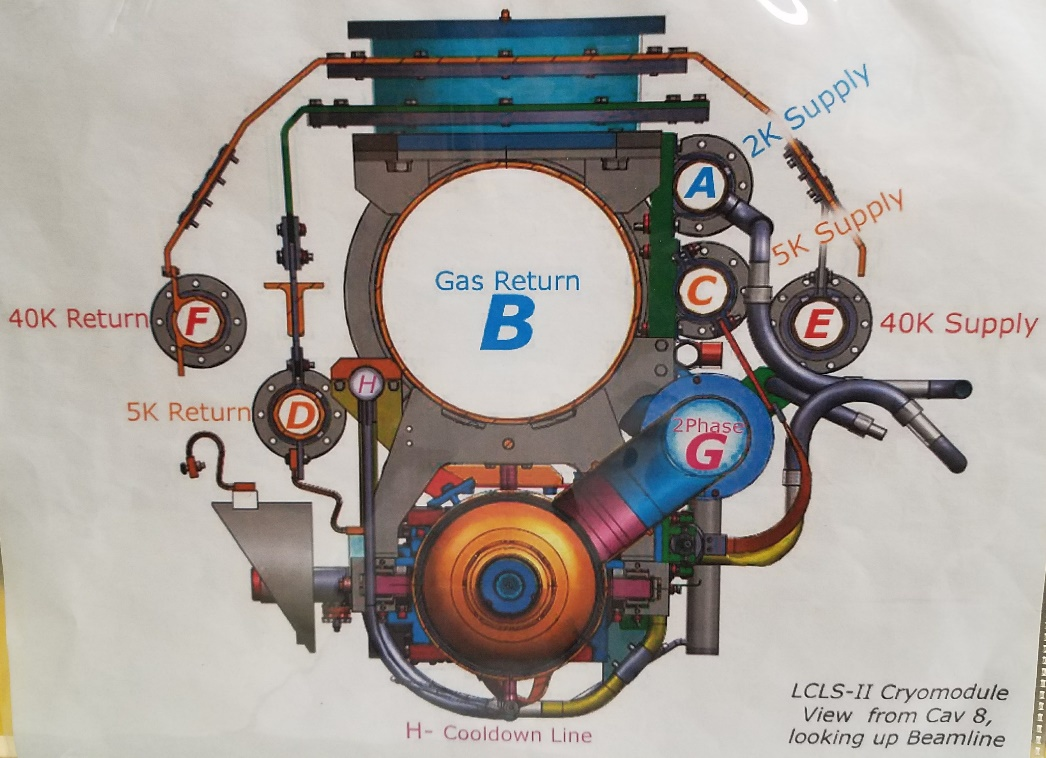 2K Supply
A
5K Supply
Gas Return
B
C
40K Return
F
E
40K Supply
H
5K Return
D
2Phase
G
H- Cooldown Line
LCLS-II Cryomodule
View from Cav 8,
looking up Beamline